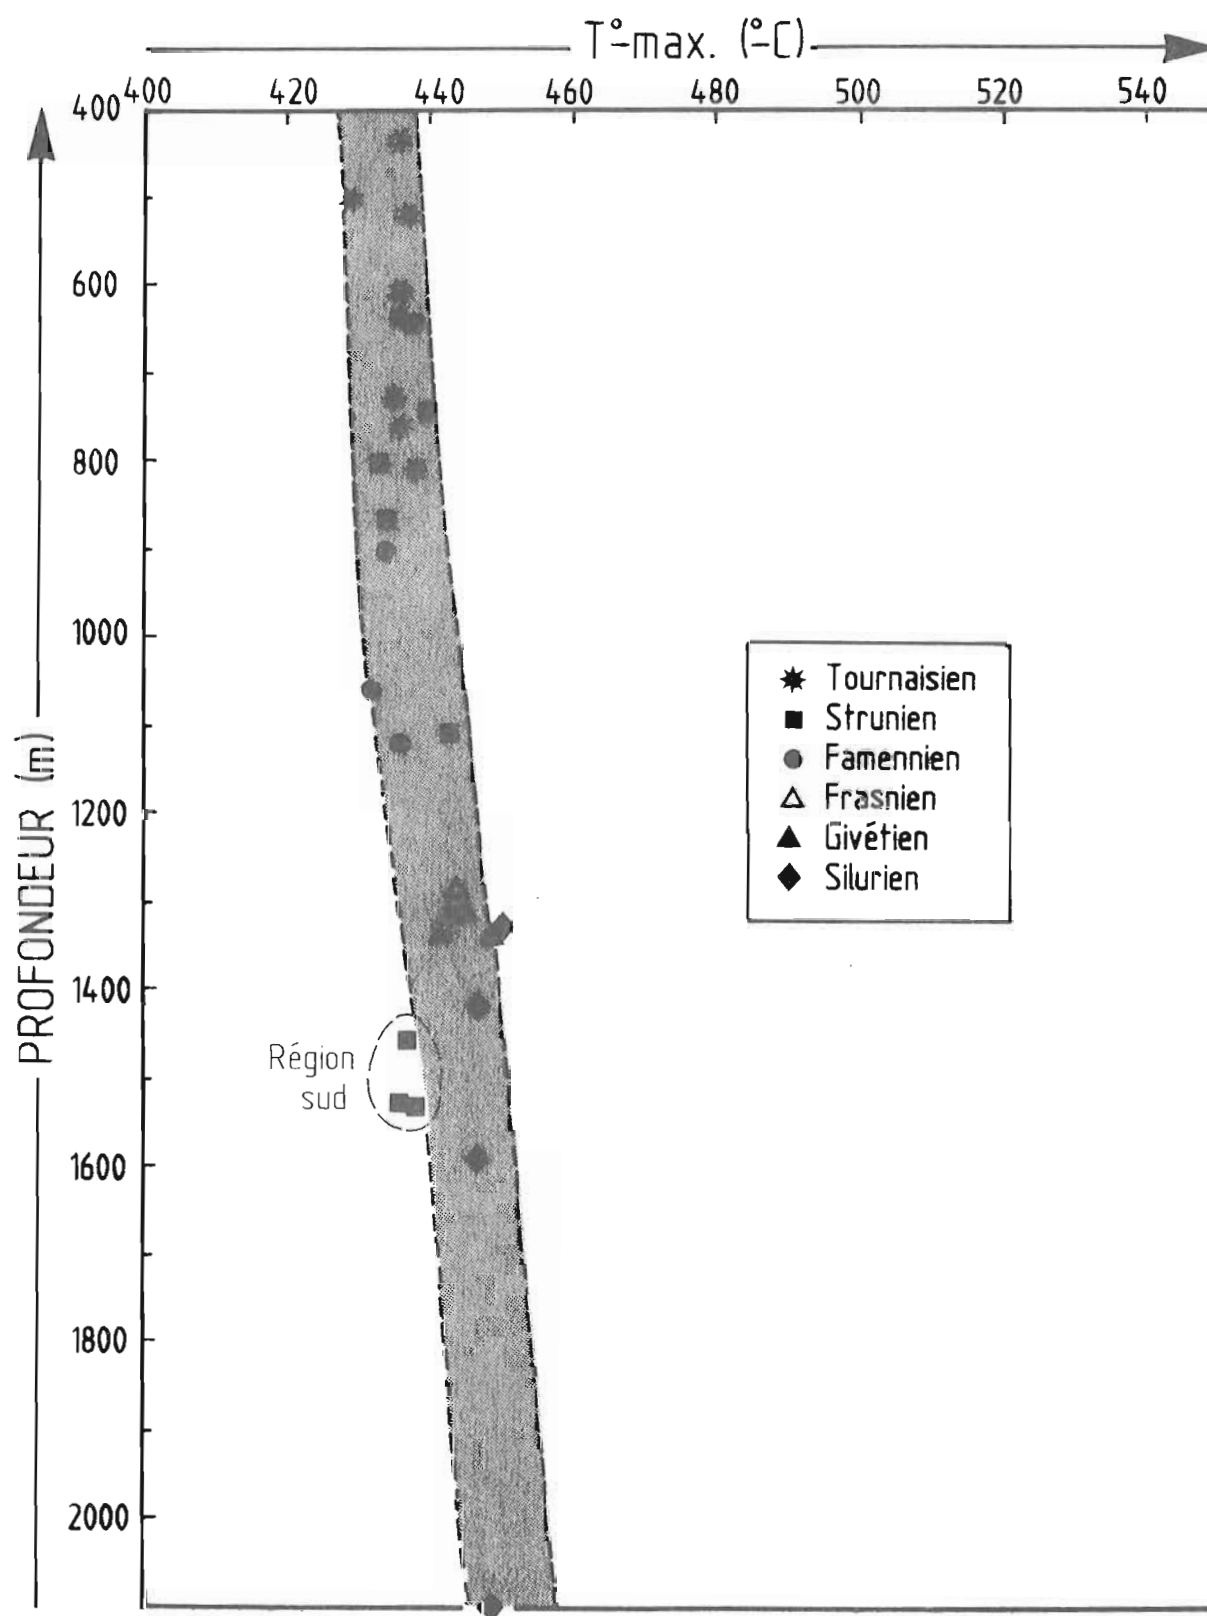 T°-max. (°-C)
400 420 440 460 480 500 520 540
400
600
800
1000
1200
1400
1600
1800
2000
PROFONDEUR (m)
Tournaisien
Strunien
Famennien
Frasnien
Givétien
Silurien
Région
sud